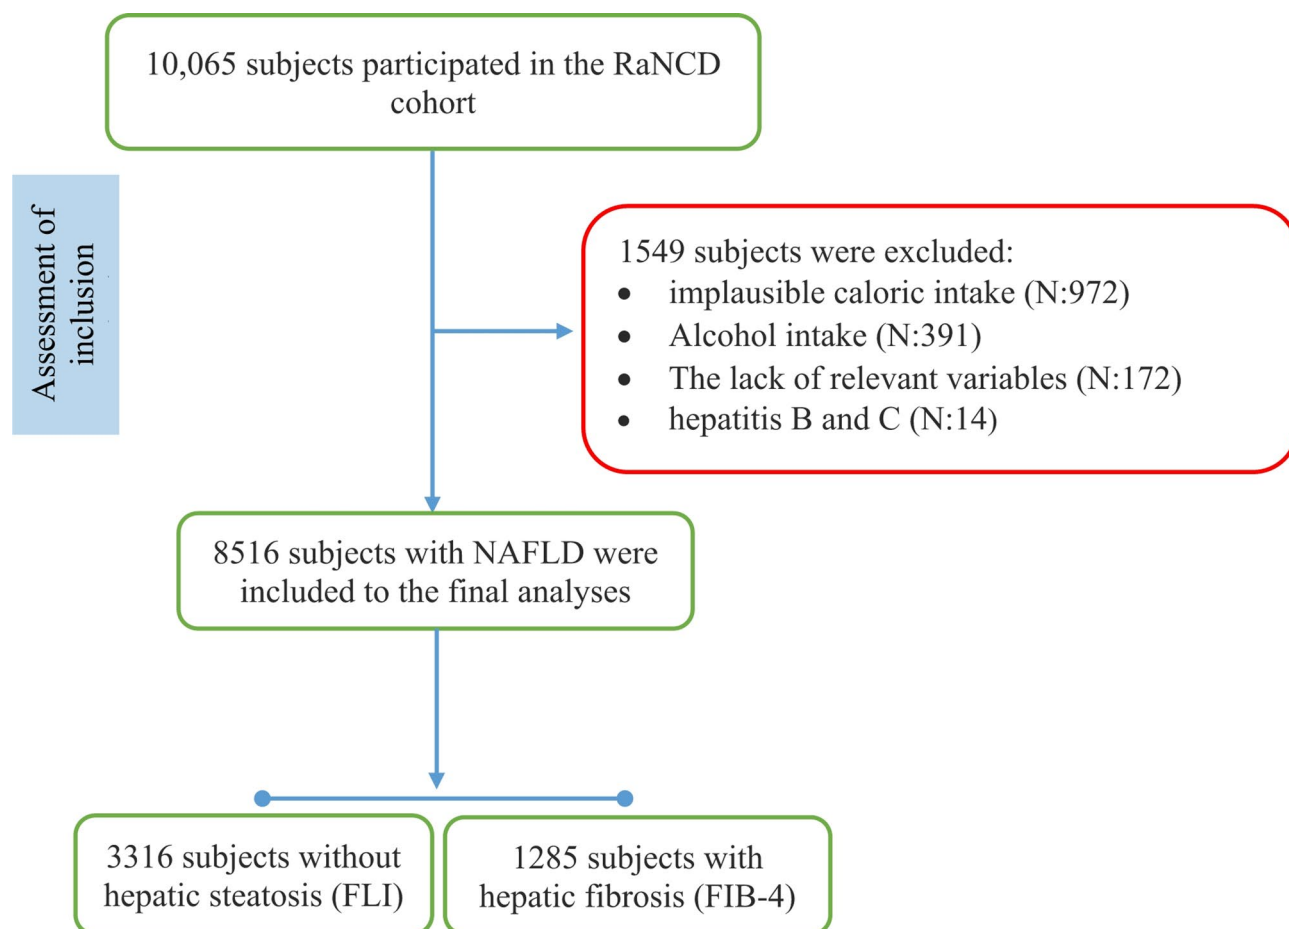 10,065 subjects participated in the RaNCD
cohort
Assessment of
inclusion
1549 subjects were excluded:
• implausible caloric intake (N:972)
• Alcohol intake (N:391)
• The lack of relevant variables (N:172)
• hepatitis B and C (N:14)
8516 subjects with NAFLD were
included to the final analyses
3316 subjects without
hepatic steatosis (FLI)
1285 subjects with
hepatic fibrosis (FIB-4)